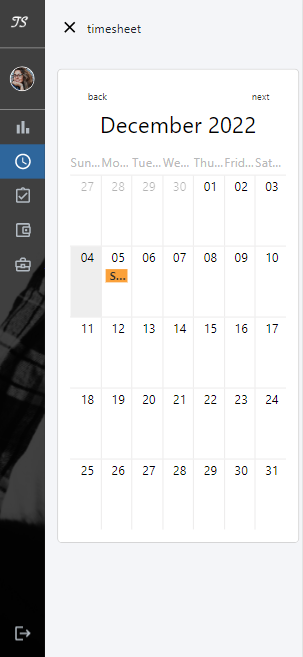 TS
timesheet
back next
December 2022
Sun... Mo... Tue... We... Thu... Frid... Sat...
27 28 29 30 01 02 03
04 05 06 07 08 09 10
S...
11 12 13 14 15 16 17
18 19 20 21 22 23 24
25 26 27 28 29 30 31